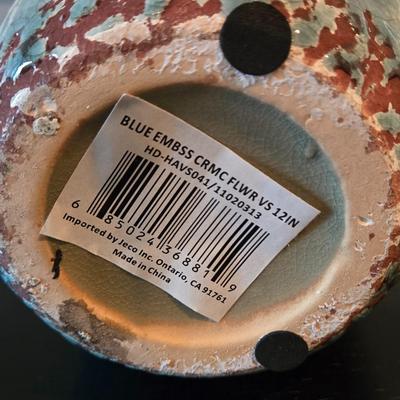 BLUE EMBSS CRMC FLWR VS 12IN
HD-HAVS041/11020313
6 85024 36881 9
Imported by Jeco Inc. Ontario, CA 91761
Made in China